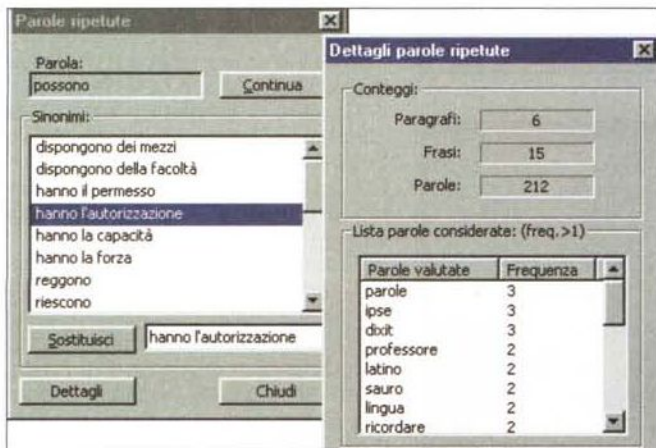 Parole ripetute
Parola:
possono
Continua
Sinonimi:
dispongono dei mezzi
dispongono della facoltà
hanno il permesso
hanno l'autorizzazione
hanno la capacità
hanno la forza
reggono
riescono
Sostituisci hanno l'autorizzazione
Dettagli Chiudi
Dettagli parole ripetute
Conteggi:
Paragrafi: 6
Frasi: 15
Parole: 212
Lista parole considerate: (freq.>1)
Parole valutate Frequenza
parole 3
ipse 3
dixit 3
professore 2
latino 2
sauro 2
lingua 2
ricordare 2